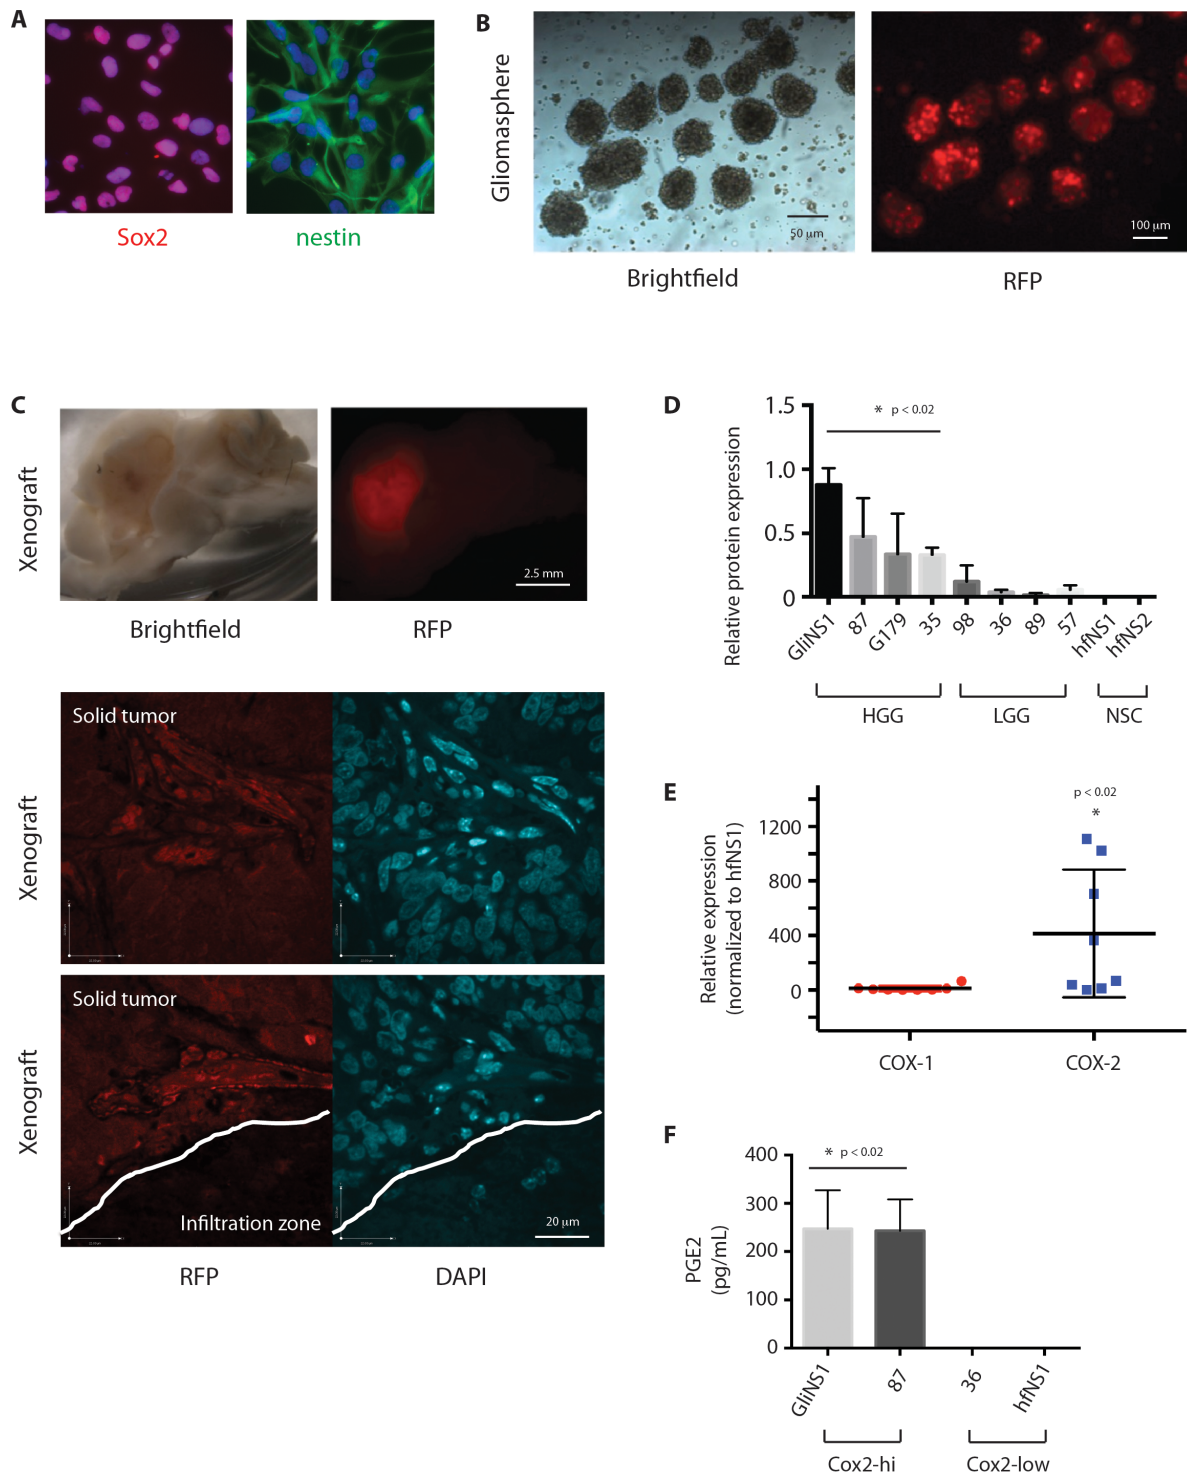 A
Sox2
nestin
B
Gliomasphere
50 µm
100 µm
Brightfield
RFP
C
Xenograft
2.5 mm
Brightfield
RFP
Xenograft
Solid tumor
Xenograft
Solid tumor
Infiltration zone
20 µm
RFP
DAPI
D
Relative protein expression
1.5
1.0
0.5
0
* p < 0.02
GliNS1
87
G179
35
98
36
89
57
hfNS1
hfNS2
HGG
LGG
NSC
E
Relative expression
(normalized to hfNS1)
1200
800
400
0
p < 0.02
*
COX-1
COX-2
F
PGE2
(pg/mL)
400
300
200
100
0
* p < 0.02
GliNS1
87
36
hfNS1
Cox2-hi
Cox2-low